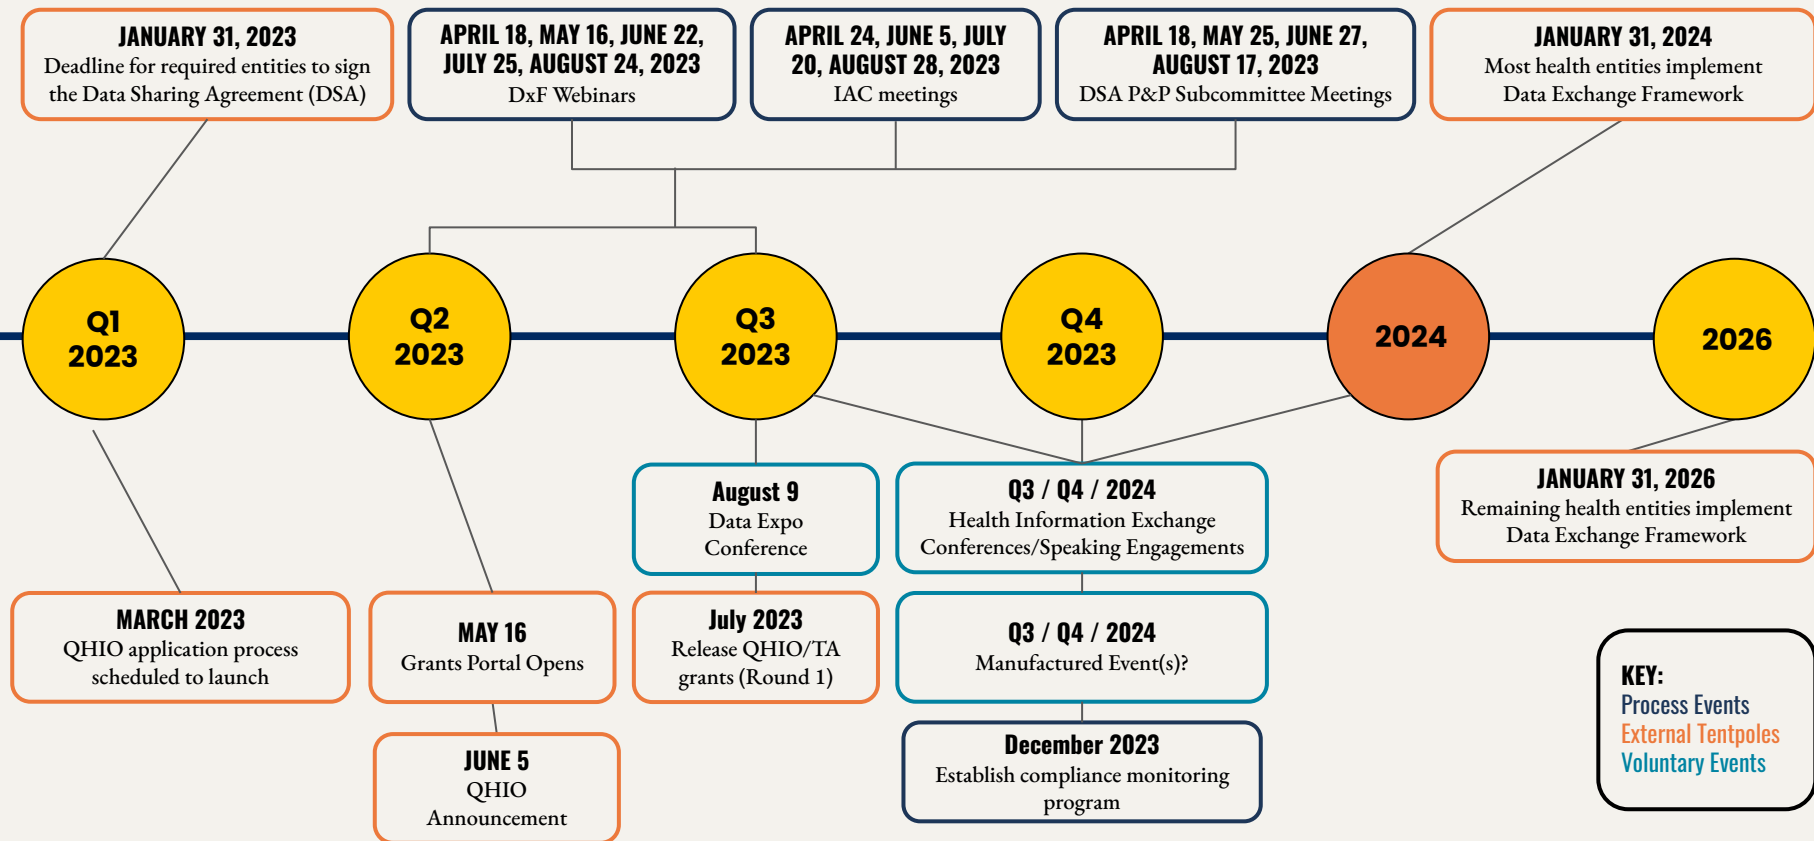 JANUARY 31, 2023
Deadline for required entities to sign
the Data Sharing Agreement (DSA)
APRIL 18, MAY 16, JUNE 22,
JULY 25, AUGUST 24, 2023
DxF Webinars
APRIL 24, JUNE 5, JULY
20, AUGUST 28, 2023
IAC meetings
APRIL 18, MAY 25, JUNE 27,
AUGUST 17, 2023
DSA P&P Subcommittee Meetings
JANUARY 31, 2024
Most health entities implement
Data Exchange Framework
Q1
2023
Q2
2023
Q3
2023
Q4
2023
2024
2026
MARCH 2023
QHIO application process
scheduled to launch
MAY 16
Grants Portal Opens
JUNE 5
QHIO
Announcement
August 9
Data Expo
Conference
July 2023
Release QHIO/TA
grants (Round 1)
Q3 / Q4 / 2024
Health Information Exchange
Conferences/Speaking Engagements
Q3 / Q4 / 2024
Manufactured Event(s)?
December 2023
Establish compliance monitoring
program
JANUARY 31, 2026
Remaining health entities implement
Data Exchange Framework
KEY:
Process Events
External Tentpoles
Voluntary Events